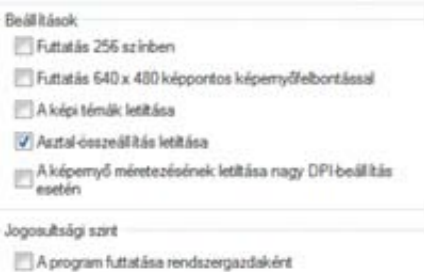 Beállítások
Futtatás 256 színben
Futtatás 640 x 480 képpontos képernyőfelbontással
A képi témák letiltása
Asztal-összeállítás letiltása
A képernyő méretezésének letiltása nagy DPI-beállítás
esetén
Jogosultsági szint
A program futtatása rendszergazdaként